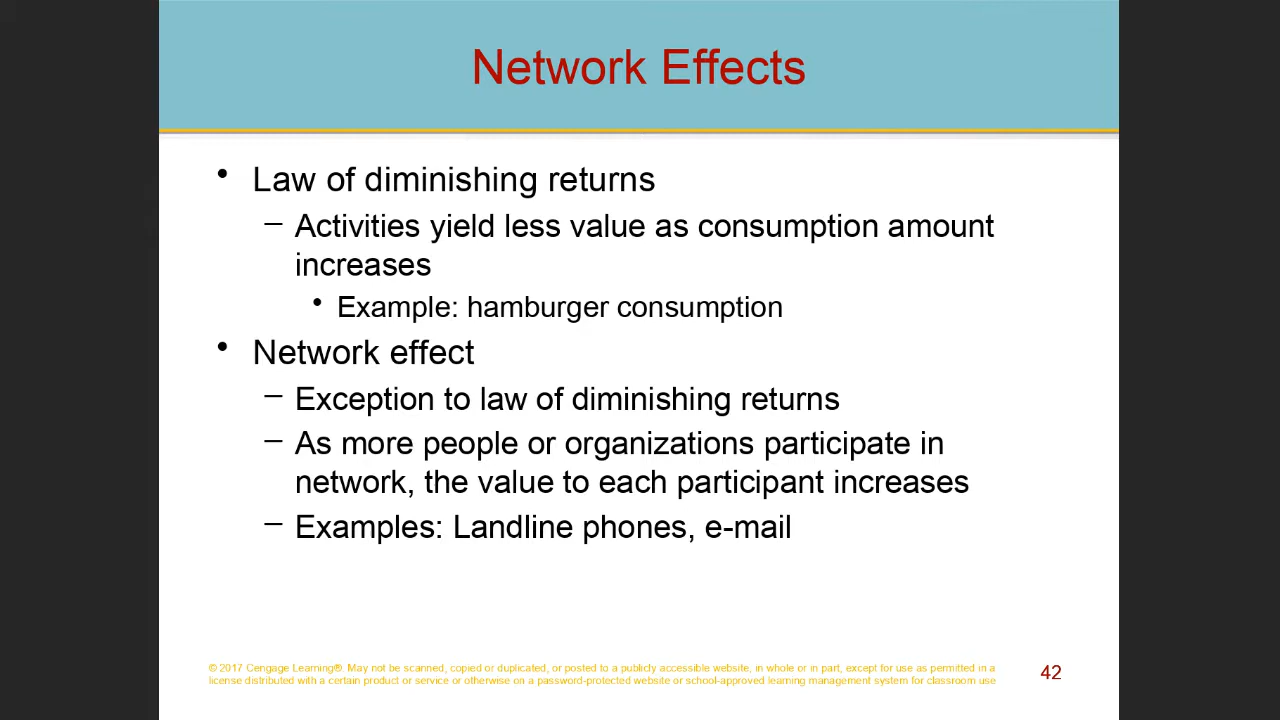 Network Effects
• Law of diminishing returns
– Activities yield less value as consumption amount
increases
• Example: hamburger consumption
• Network effect
– Exception to law of diminishing returns
– As more people or organizations participate in
network, the value to each participant increases
– Examples: Landline phones, e-mail
© 2017 Cengage Learning®. May not be scanned, copied or duplicated, or posted to a publicly accessible website, in whole or in part, except for use as permitted in a
license distributed with a certain product or service or otherwise on a password-protected website or school-approved learning management system for classroom use
42